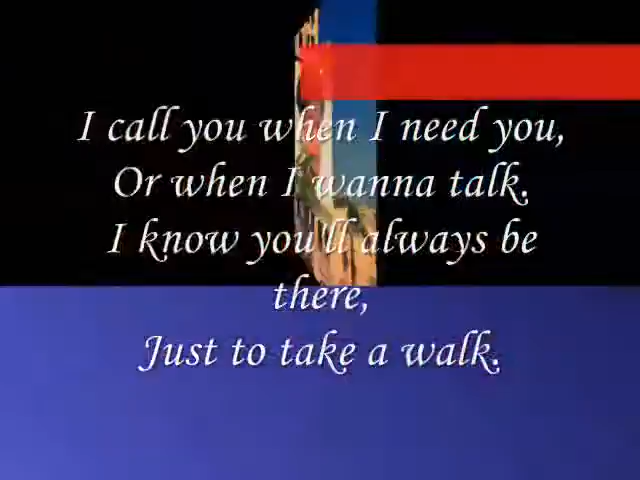 I call you when I need you,
Or when I wanna talk.
I know you'll always be
there,
Just to take a walk.